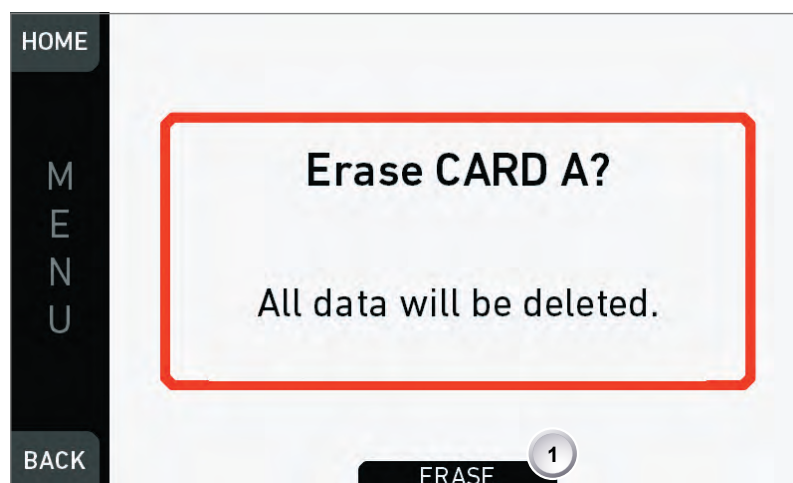 HOME
MENU
Erase CARD A?
All data will be deleted.
BACK
ERASE
1